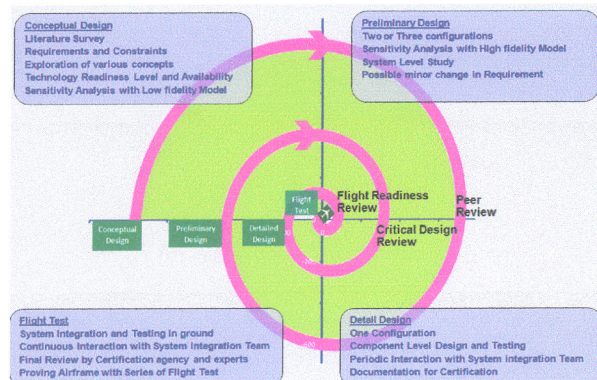 Conceptual Design
Literature Survey
Requirements and Constraints
Exploration of various concepts
Technology Readiness Level and Availability
Sensitivity Analysis with Low fidelity Model
Preliminary Design
Two or Three configurations
Sensitivity Analysis with High fidelity Model
System Level Study
Possible minor change in Requirement
Flight
Test
Flight Readiness
Review
Peer
Review
Conceptual
Design
Preliminary
Design
Detailed
Design
Critical Design
Review
Flight Test
System Integration and Testing in ground
Continuous Interaction with System Integration Team
Final Review by Certification agency and experts
Proving Airframe with Series of Flight Test
Detail Design
One Configuration
Component Level Design and Testing
Periodic Interaction with System Integration Team
Documentation for Certification